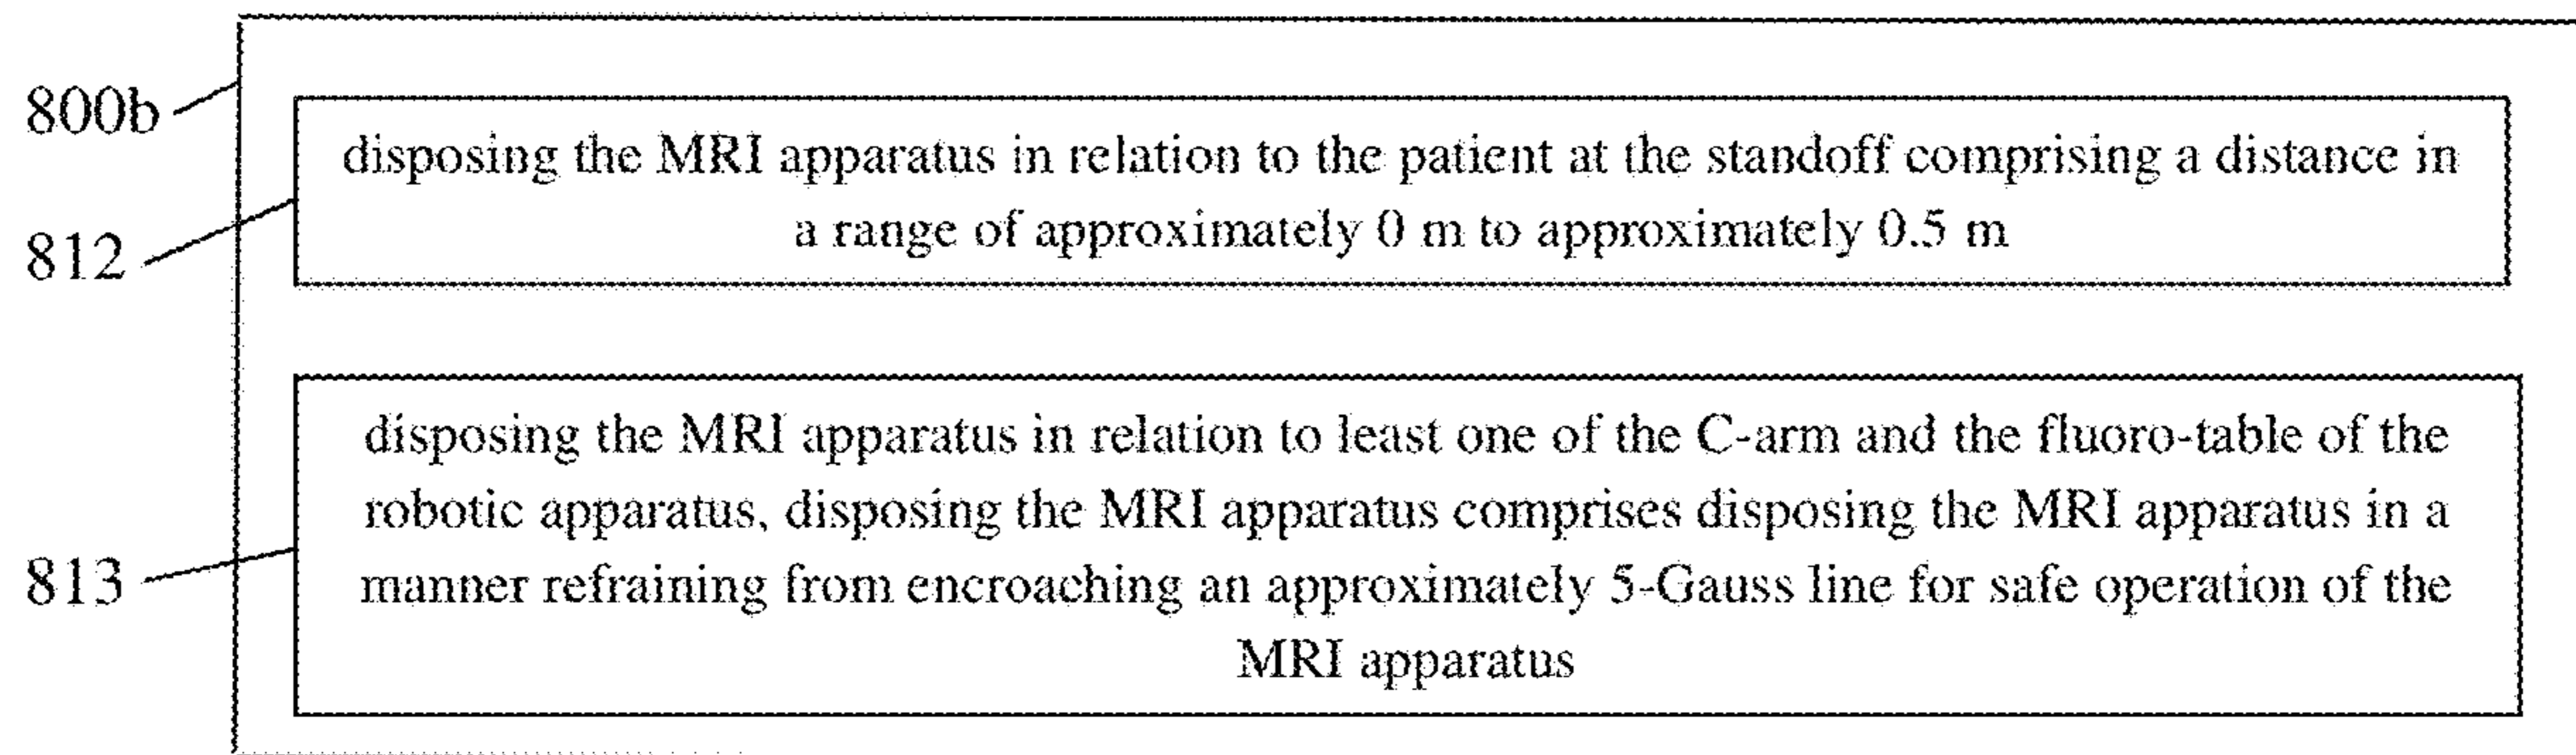 800b
812
disposing the MRI apparatus in relation to the patient at the standoff comprising a distance in
a range of approximately 0 m to approximately 0.5 m
813
disposing the MRI apparatus in relation to least one of the C-arm and the fluoro-table of the
robotic apparatus, disposing the MRI apparatus comprises disposing the MRI apparatus in a
manner refraining from encroaching an approximately 5-Gauss line for safe operation of the
MRI apparatus